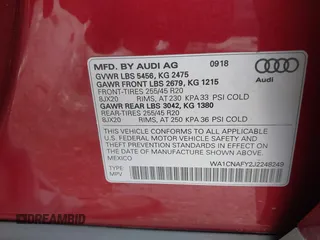 MFD. BY AUDI AG 0918
GVWR LBS 5456, KG 2475
GAWR FRONT LBS 2679, KG 1215
FRONT-TIRES 255/45 R20
8JX20 RIMS, AT 230 KPA 33 PSI COLD
GAWR REAR LBS 3042, KG 1380
REAR-TIRES 255/45 R20
8JX20 RIMS, AT 250 KPA 36 PSI COLD
Audi
THIS VEHICLE CONFORMS TO ALL APPLICABLE
U.S. FEDERAL MOTOR VEHICLE SAFETY AND
THEFT PREVENTION STANDARDS IN EFFECT ON
THE DATE OF MANUFACTURE SHOWN ABOVE.
MEXICO
TYPE: WA1CNAFY2J2248249
MPV
DREAMBID